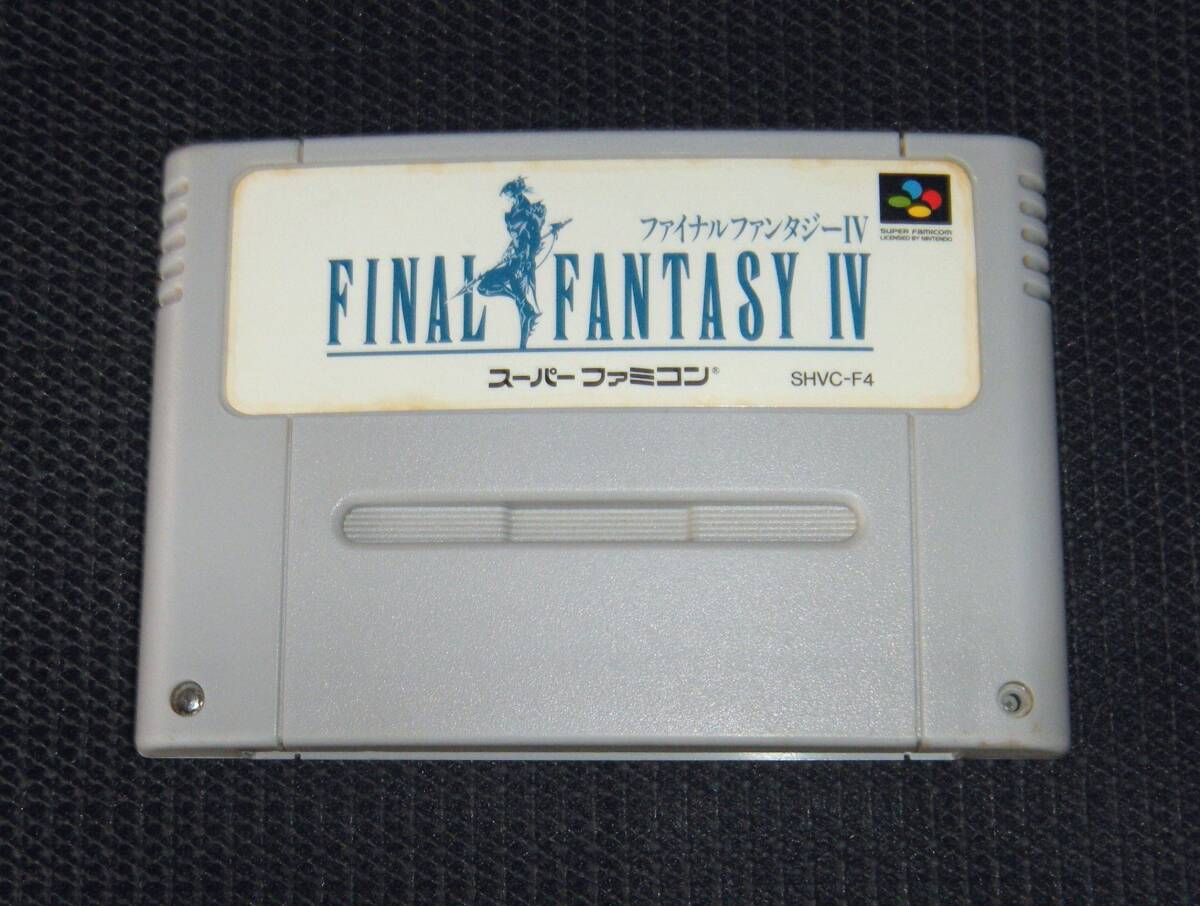 ファイナルファンタジーIV
FINAL FANTASY IV
SUPER FAMICOM
LICENSED BY NINTENDO
スーパーファミコン®
SHVC-F4